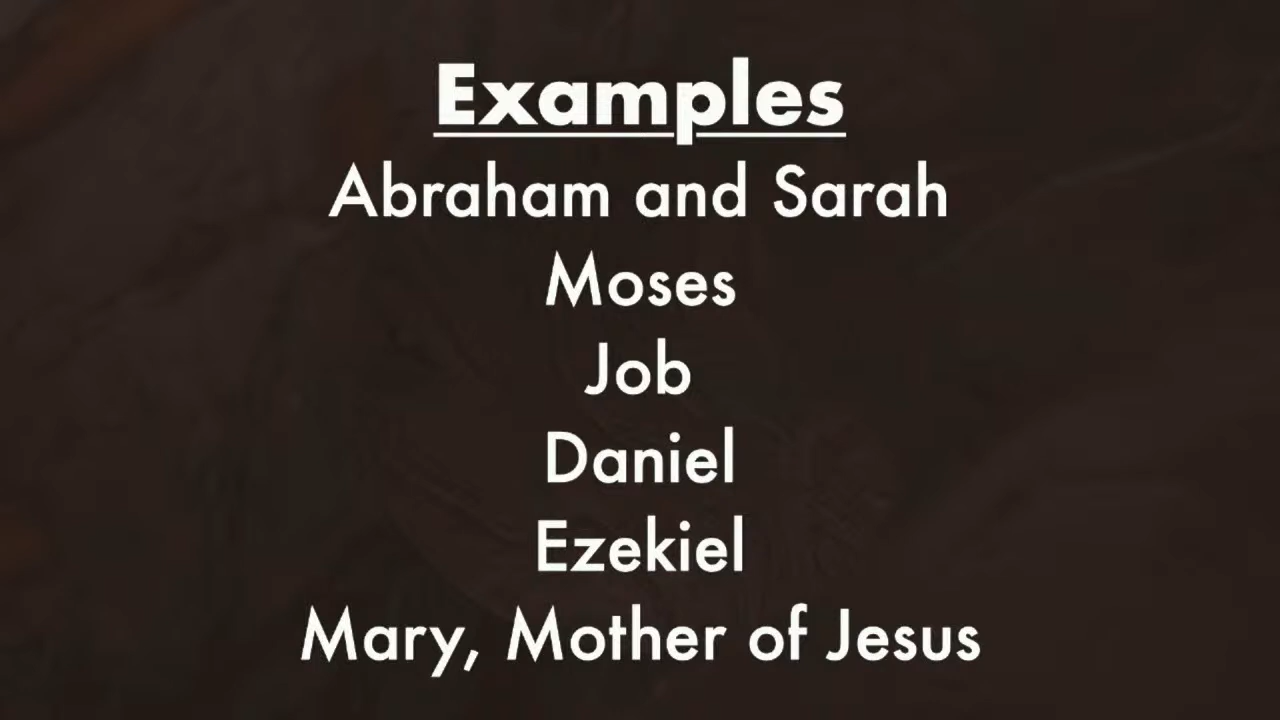 Examples
Abraham and Sarah
Moses
Job
Daniel
Ezekiel
Mary, Mother of Jesus